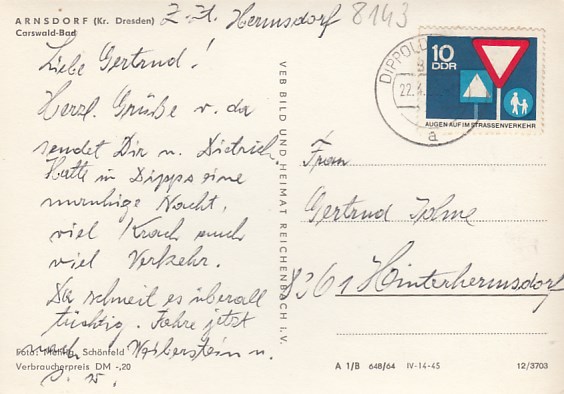 ARNSDORF (Kr. Dresden)
Carswald-Bad
Z. Zt. Hermsdorf 8143
Liebe Gertrud!
Herzl. Grüße v. da
sendet Dir u. Dietrich.
Hatte in Dipps eine
unruhige Nacht,
viel Krach auch
viel Verkehr.
Da schneit es überall
tüchtig. Fahre jetzt
nach u.
Foto: Schönfeld
Verbraucherpreis DM -,20
VEB BILD UND HEIMAT REICHENBACH I. V.
DIPPOLD
22.
a
10
DDR
AUGEN AUF IM STRASSENVERKEHR
Frau
Gertrud
8361 Hinterhermsdorf
A 1/B 648/64 IV-14-45 12/3703